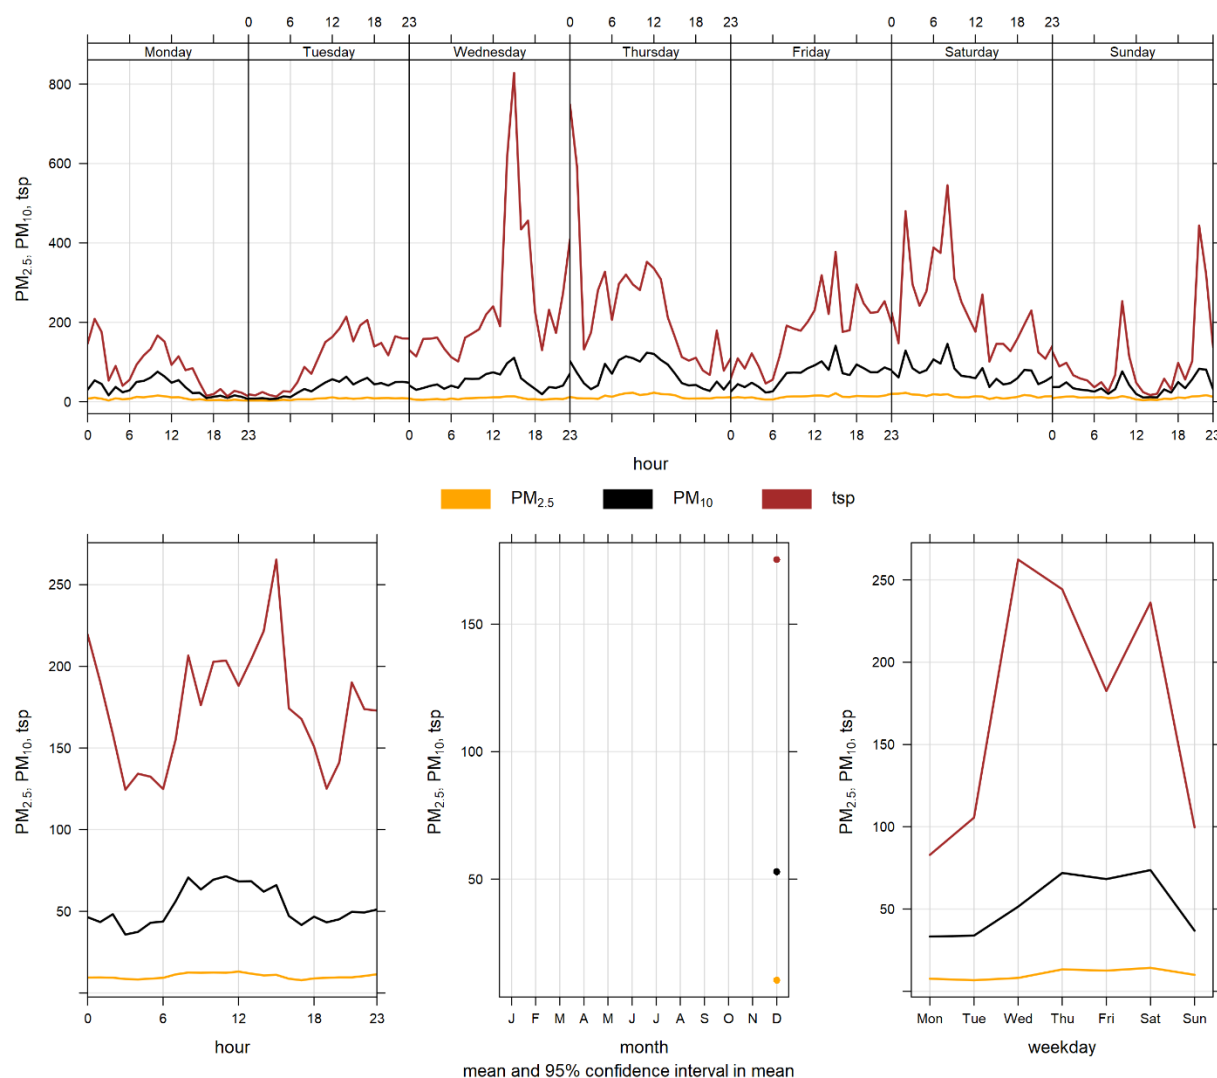 0 6 12 18 23 0 6 12 18 23 0 6 12 18 23
Monday Tuesday Wednesday Thursday Friday Saturday Sunday
800
600
400
200
0
PM2.5, PM10, tsp
0 6 12 18 23 0 6 12 18 23 0 6 12 18 23 0 6 12 18 23
hour
PM2.5 PM10 tsp
250
200
150
100
50
PM2.5, PM10, tsp
0 6 12 18 23
hour
150
100
50
PM2.5, PM10, tsp
J F M A M J J A S O N D
month
250
200
150
100
50
PM2.5, PM10, tsp
Mon Tue Wed Thu Fri Sat Sun
weekday
mean and 95% confidence interval in mean